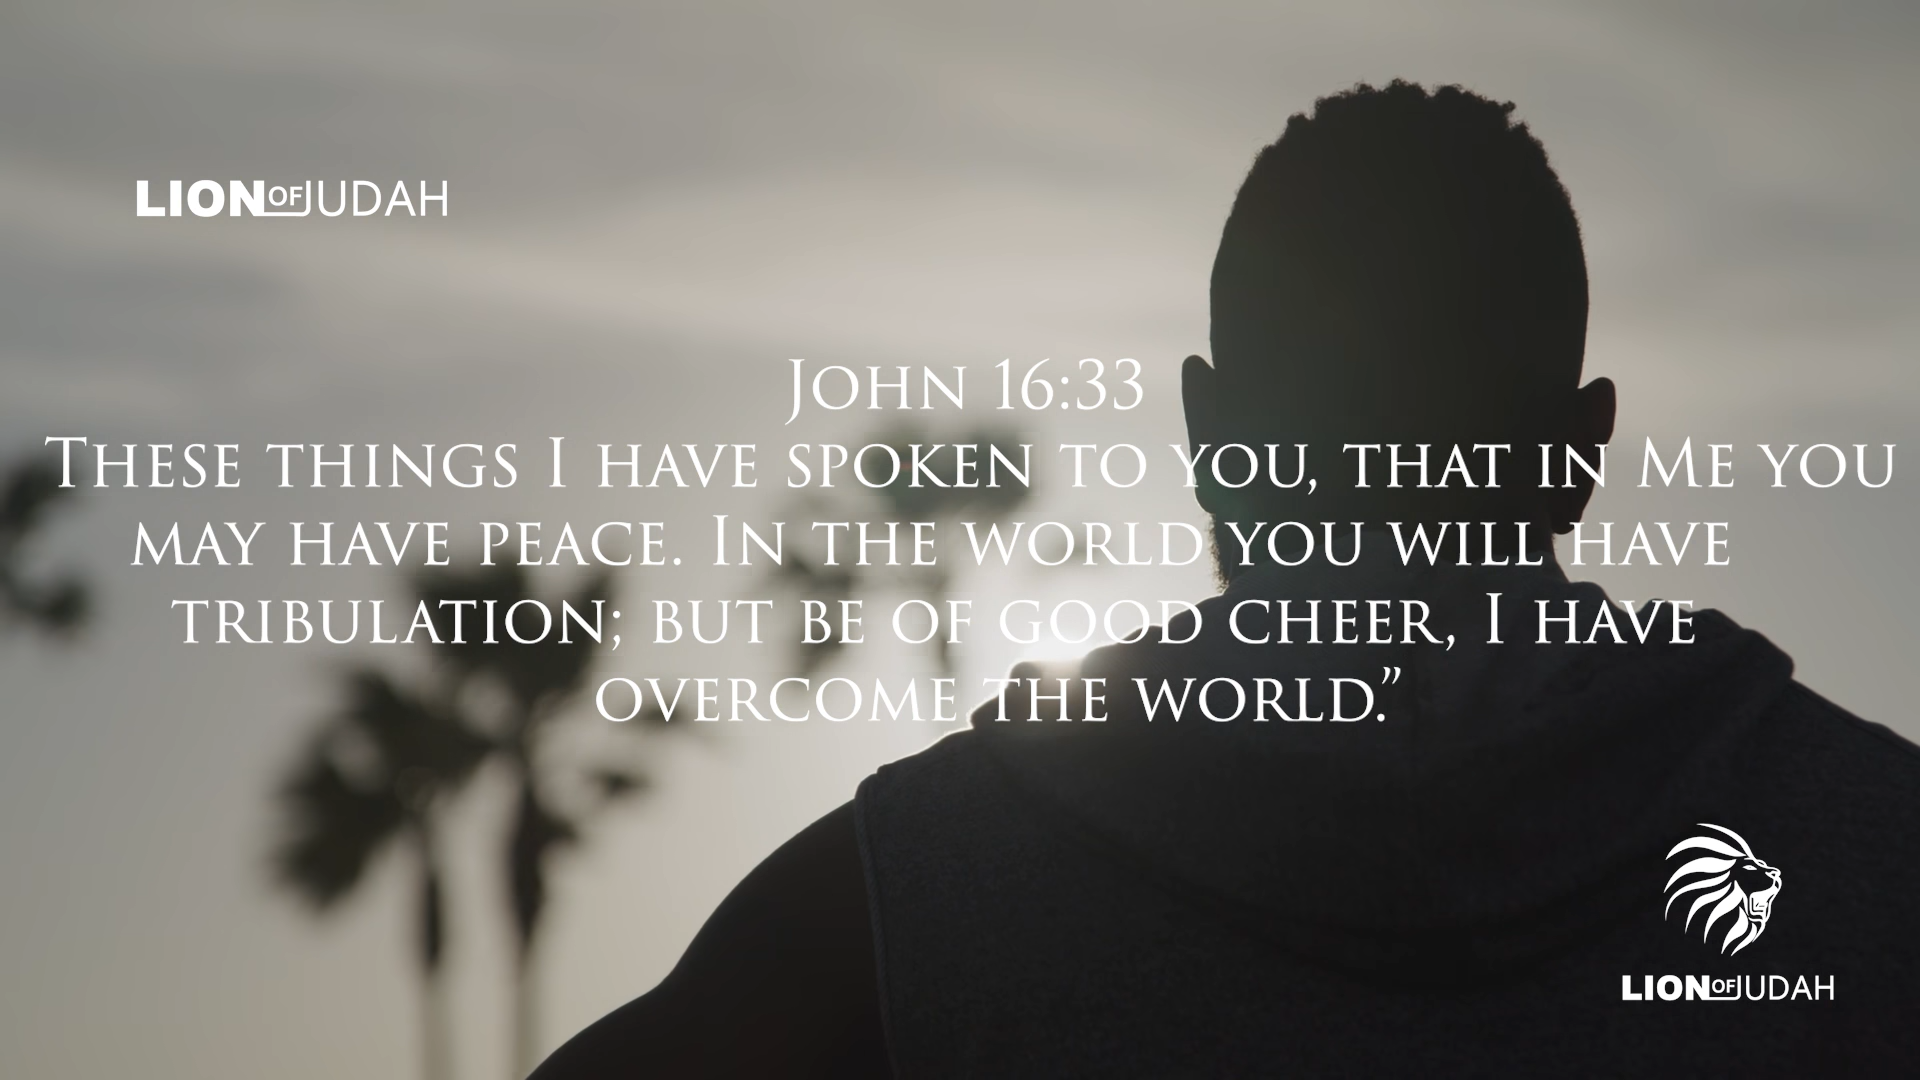 LION OF JUDAH
John 16:33
These things I have spoken to you, that in Me you
may have peace. In the world you will have
tribulation; but be of good cheer, I have
overcome the world.”
LION OF JUDAH